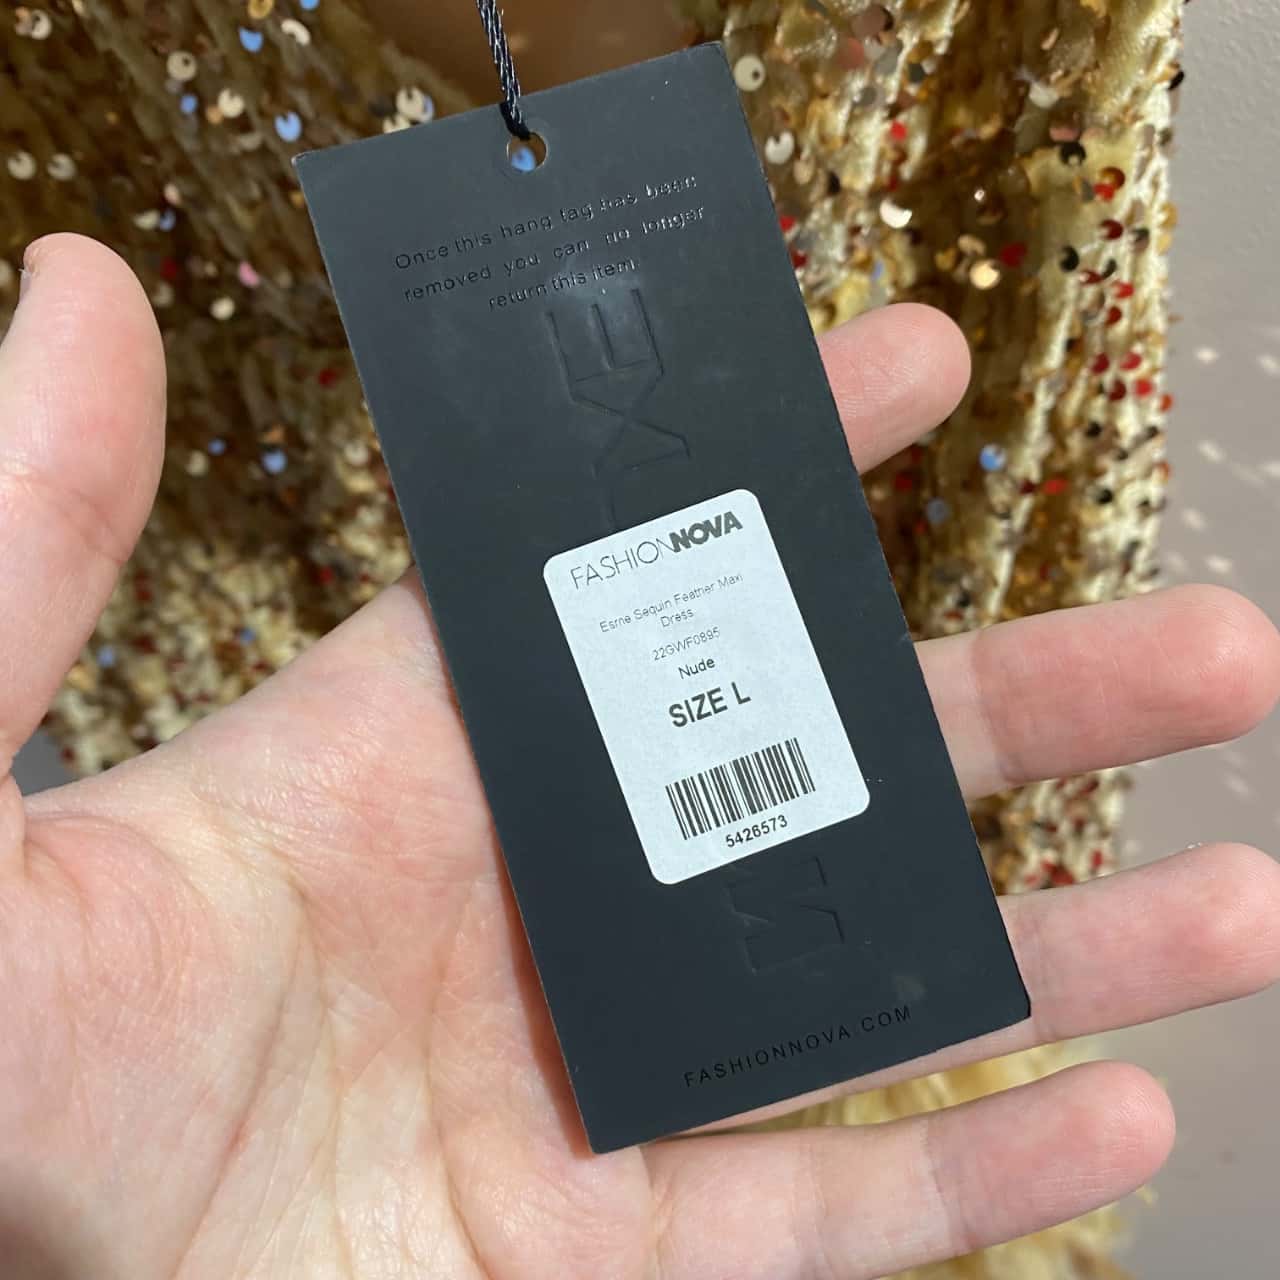 Once this hang tag has been
removed you can no longer
return this item.
FASHIONNOVA
Esme Sequin Feather Maxi
Dress
22GWF0895
Nude
SIZE L
5426573
FASHIONNOVA.COM